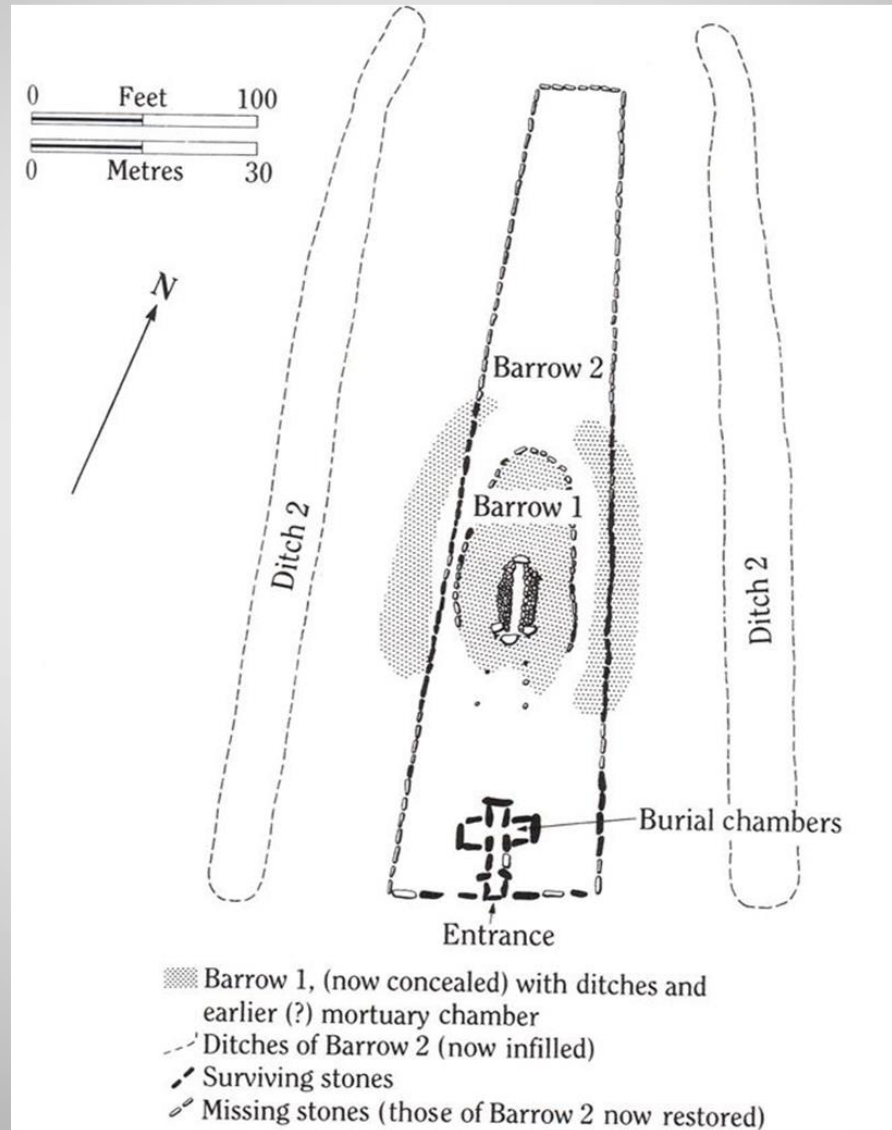 0 Feet 100
0 Metres 30
N
Barrow 2
Barrow 1
Ditch 2
Ditch 2
Burial chambers
Entrance
Barrow 1, (now concealed) with ditches and
earlier (?) mortuary chamber
Ditches of Barrow 2 (now infilled)
Surviving stones
Missing stones (those of Barrow 2 now restored)